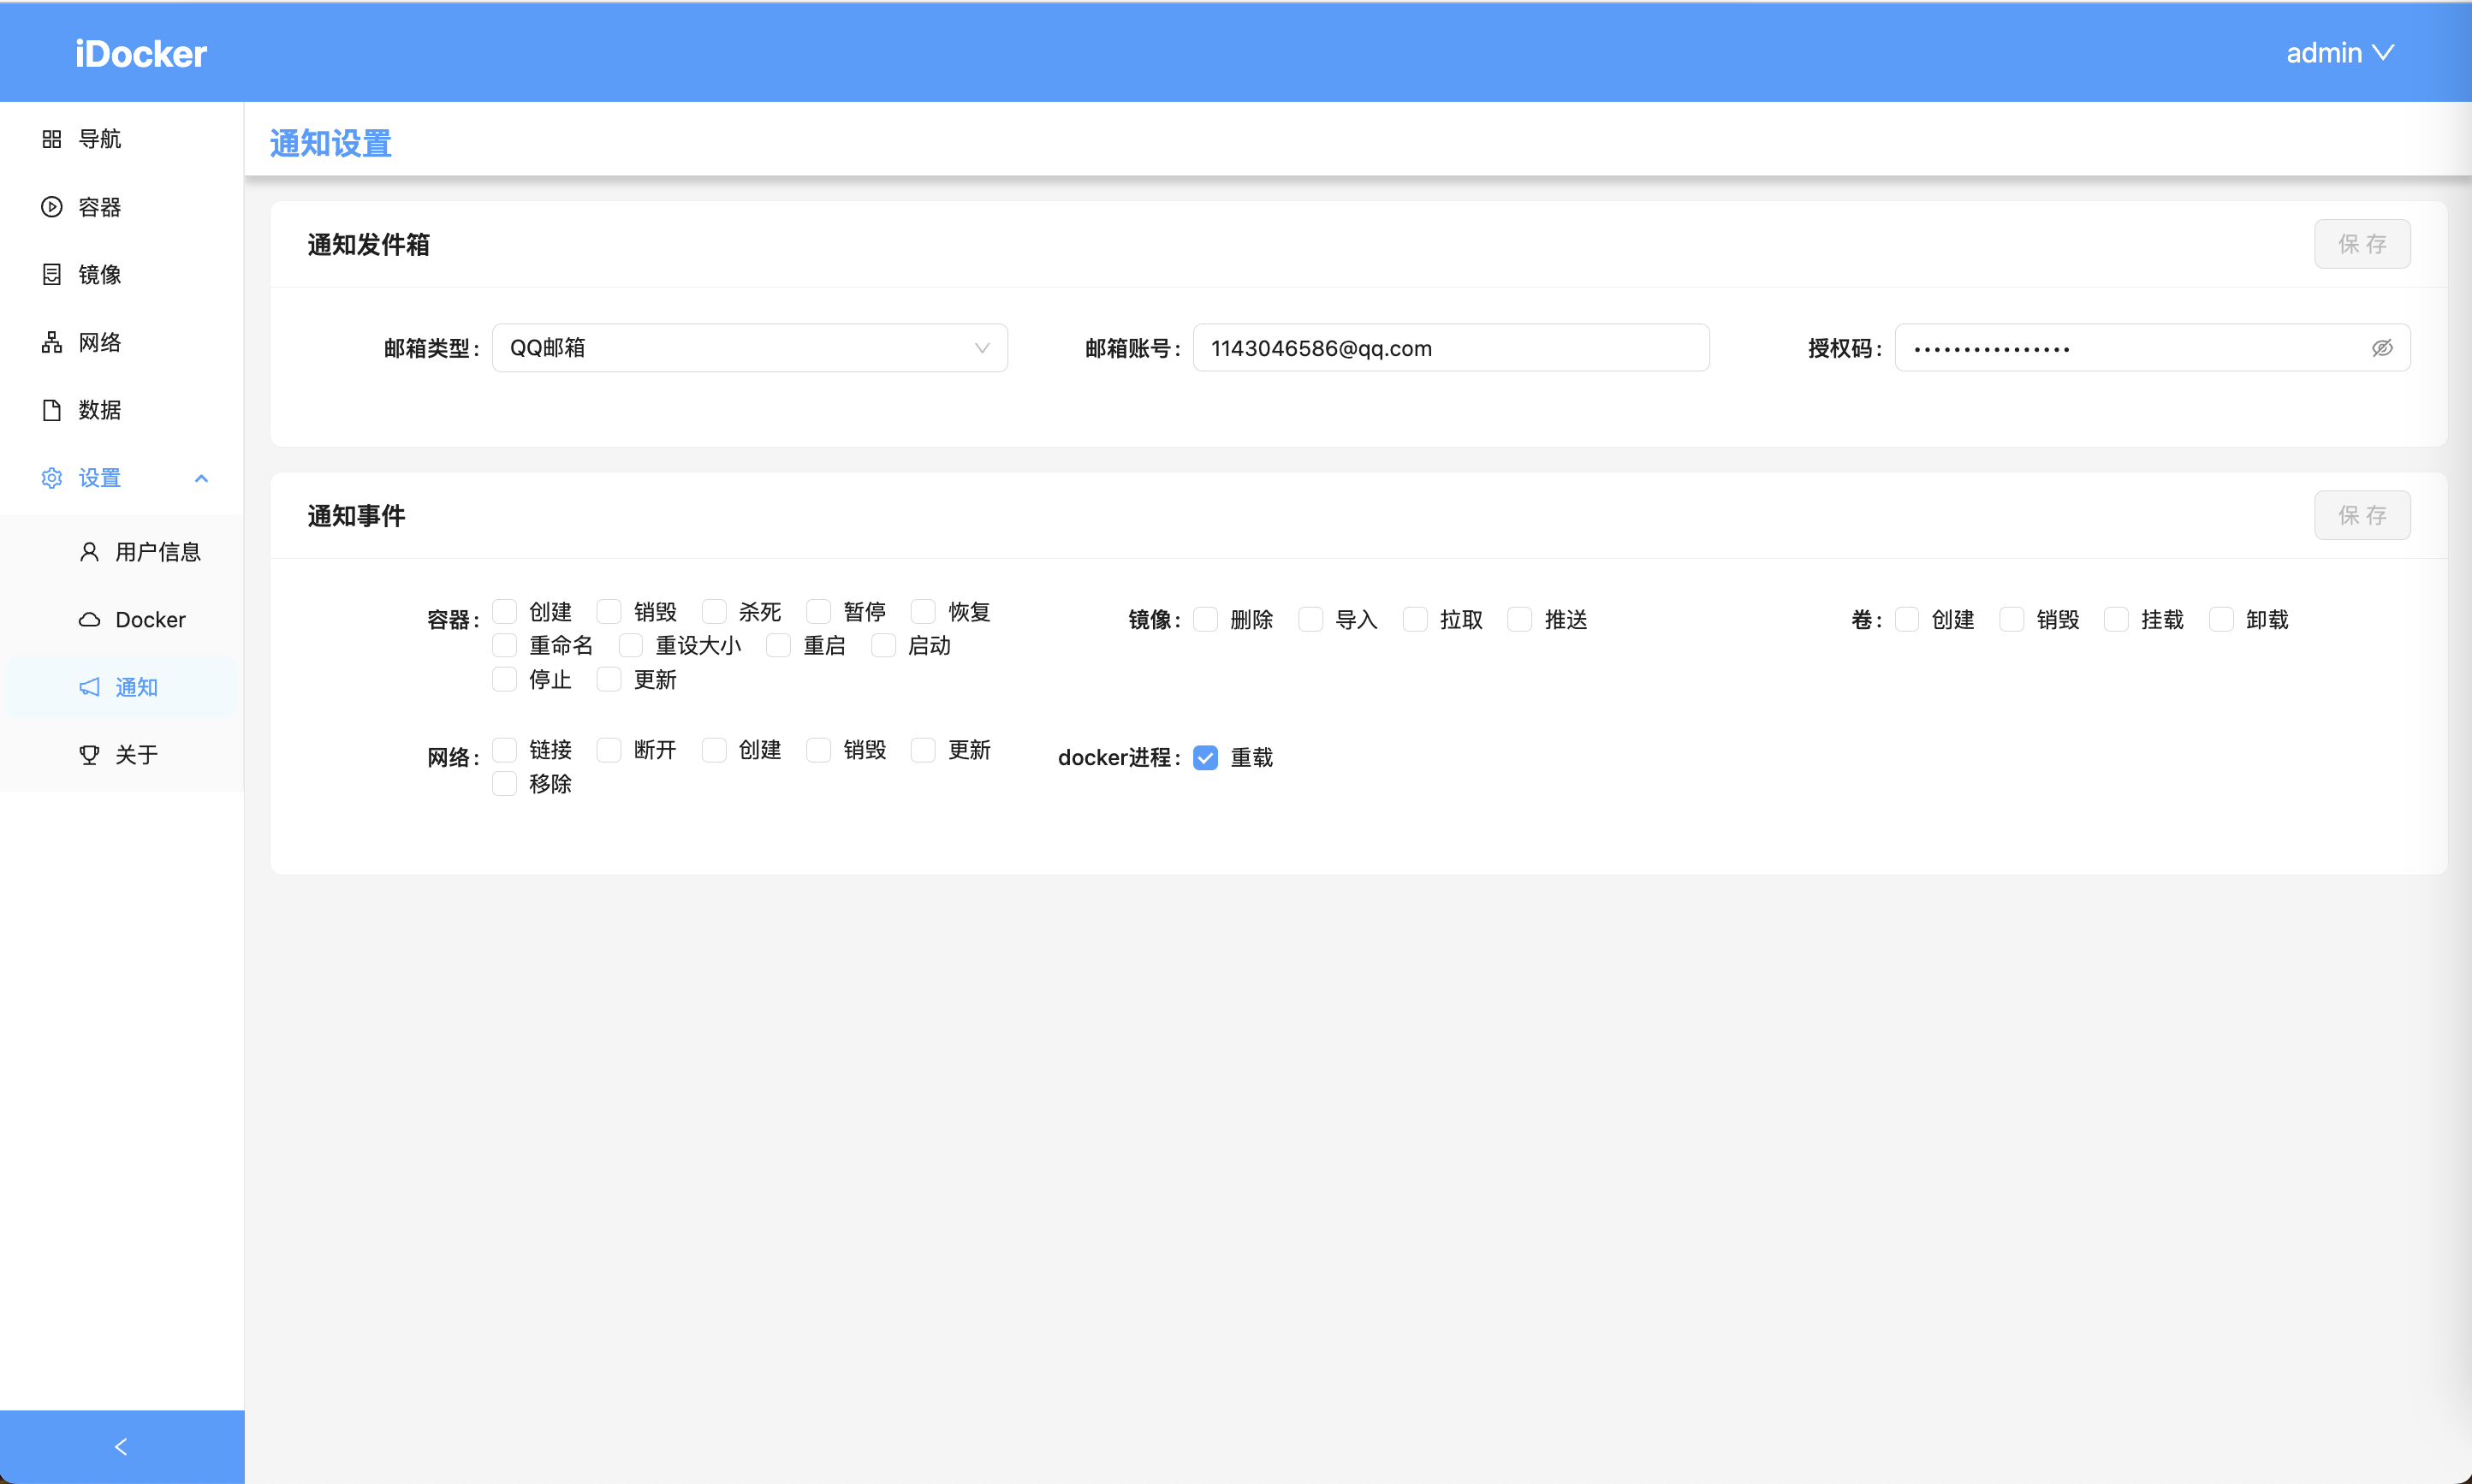 iDocker
admin
导航
容器
镜像
网络
数据
设置
用户信息
Docker
通知
关于
通知设置
通知发件箱
保 存
邮箱类型: QQ邮箱
邮箱账号: 1143046586@qq.com
授权码: ••••••••••••••••
通知事件
保 存
容器: 创建 销毁 杀死 暂停 恢复
重命名 重设大小 重启 启动
停止 更新
镜像: 删除 导入 拉取 推送
卷: 创建 销毁 挂载 卸载
网络: 链接 断开 创建 销毁 更新
移除
docker进程: 重载